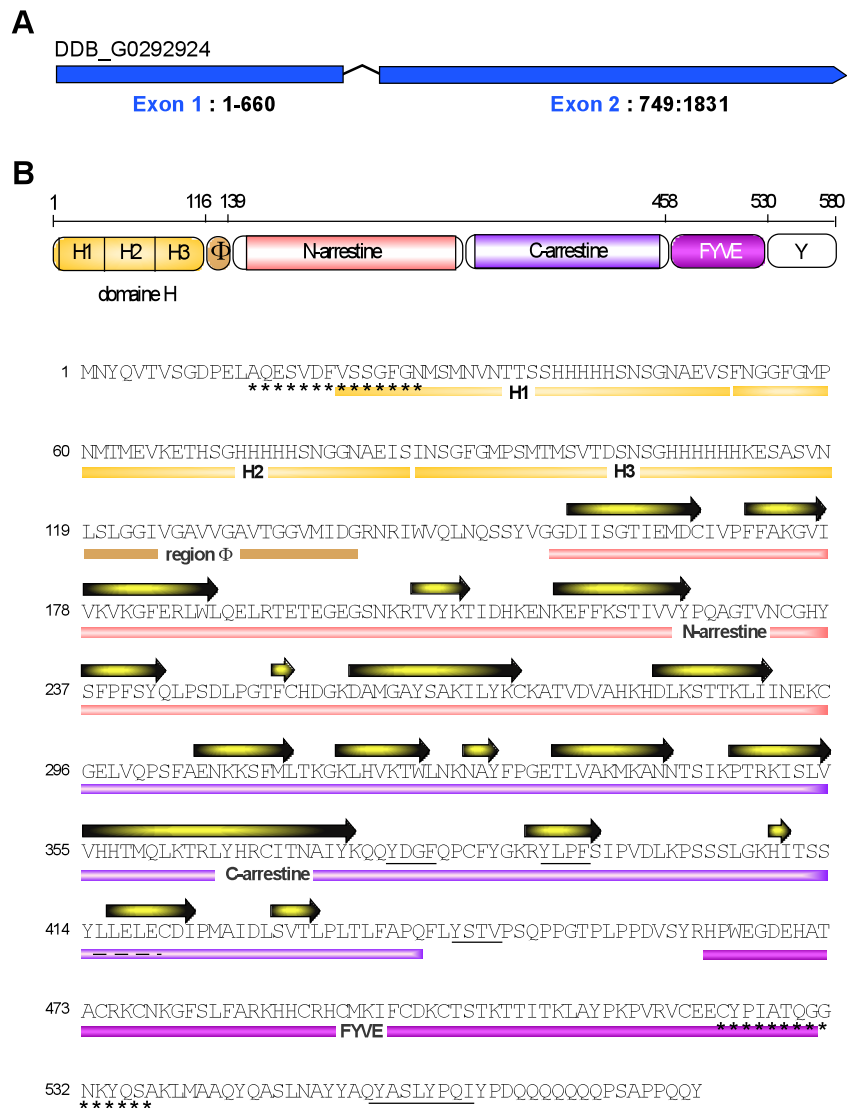 A
DDB_G0292924
Exon 1 : 1-660
Exon 2 : 749:1831
B
1 116 139 458 530 580
H1 H2 H3 Φ N-arrestine C-arrestine FYVE Y
domaine H
1 MNYQVTVSGDPELAQESVDFVSSGFGNMSMNVNTTSSHHHHHSNSGNAEVSFNGGFGMP
* * * * * * * * * * * * * *
H1
60 NMTMEVKETHSGHHHHHSNGGNAEISINSGFGMPSMTMSVTDSNSGHHHHHHKESASVN
H2 H3
119 LSLGGIVGAVVGAVTGGVMIDGRNRIWVQLNQSSYVGGDIISGTIEMDCIVPFFAKGVI
region Φ
178 VKVKGFERLWLQELRTETEGEGSNKRTVYKTIDHKENKEFFKSTIVVYPQAGTVNCGHY
N-arrestine
237 SFPFSYQLPSDLPGTFCHDGKDAMGAYSAKILYKCKATVDVAHKHDLKSTTKLIINEKC
296 GELVQPSFAENKKSFMLTKGKLHVKTWLNKNAYFPGETLVAKMKANNTSIKPTRKISLV
355 VHHTMQLKTRLYHRCITNAIYKQQYDGFQPCFYGKRYLPFSIPVDLKPSSSLGKHITSS
C-arrestine
414 YLLELECDIPMAIDLSVTLPLTLFAPQFLYSTVPSQPPGTPLPPDVSYRHPWEGDEHAT
473 ACRKCNKGFSLFARKHHCRHCMKIFCDKCTSTKTTITKLAYPKPVRVCEECYPIATQGG
FYVE
* * * * * * * * *
532 NKYQSAKLMAAQYQASLNAYYAQYASLYPQIYPDQQQQQQQPSAPPQQY
* * * * * *